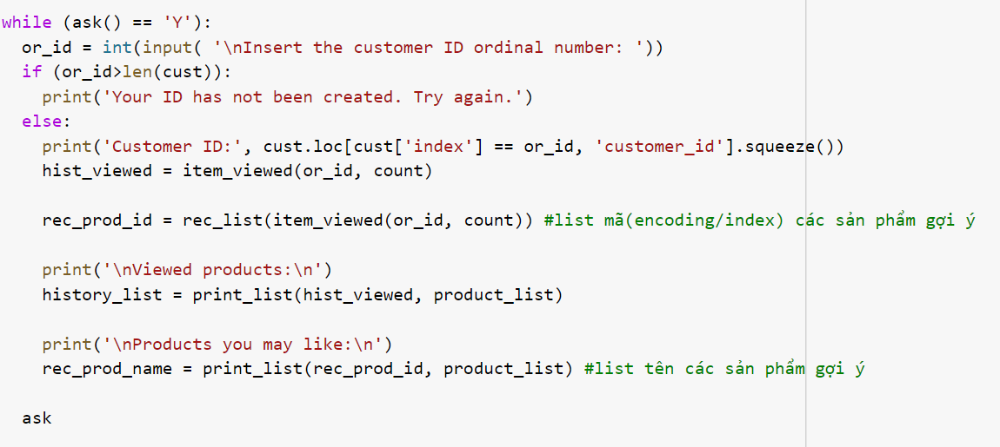 while (ask() == 'Y'):
  or_id = int(input( '\nInsert the customer ID ordinal number: '))
  if (or_id>len(cust)):
    print('Your ID has not been created. Try again.')
  else:
    print('Customer ID:', cust.loc[cust['index'] == or_id, 'customer_id'].squeeze())
    hist_viewed = item_viewed(or_id, count)

    rec_prod_id = rec_list(item_viewed(or_id, count)) #list mã(encoding/index) các sản phẩm gợi ý

    print('\nViewed products:\n')
    history_list = print_list(hist_viewed, product_list)

    print('\nProducts you may like:\n')
    rec_prod_name = print_list(rec_prod_id, product_list) #list tên các sản phẩm gợi ý

  ask